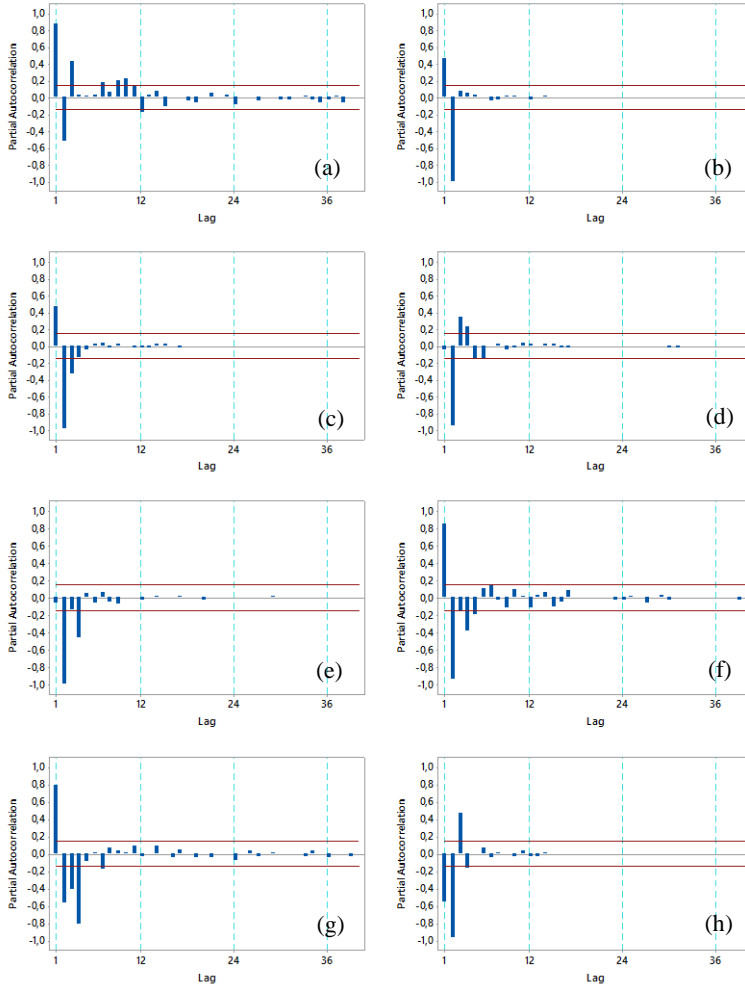 1,0
0,8
0,6
0,4
0,2
0,0
-0,2
-0,4
-0,6
-0,8
-1,0
Partial Autocorrelation
1 12 24 36
Lag
(a)
1,0
0,8
0,6
0,4
0,2
0,0
-0,2
-0,4
-0,6
-0,8
-1,0
Partial Autocorrelation
1 12 24 36
Lag
(b)
1,0
0,8
0,6
0,4
0,2
0,0
-0,2
-0,4
-0,6
-0,8
-1,0
Partial Autocorrelation
1 12 24 36
Lag
(c)
1,0
0,8
0,6
0,4
0,2
0,0
-0,2
-0,4
-0,6
-0,8
-1,0
Partial Autocorrelation
1 12 24 36
Lag
(d)
1,0
0,8
0,6
0,4
0,2
0,0
-0,2
-0,4
-0,6
-0,8
-1,0
Partial Autocorrelation
1 12 24 36
Lag
(e)
1,0
0,8
0,6
0,4
0,2
0,0
-0,2
-0,4
-0,6
-0,8
-1,0
Partial Autocorrelation
1 12 24 36
Lag
(f)
1,0
0,8
0,6
0,4
0,2
0,0
-0,2
-0,4
-0,6
-0,8
-1,0
Partial Autocorrelation
1 12 24 36
Lag
(g)
1,0
0,8
0,6
0,4
0,2
0,0
-0,2
-0,4
-0,6
-0,8
-1,0
Partial Autocorrelation
1 12 24 36
Lag
(h)